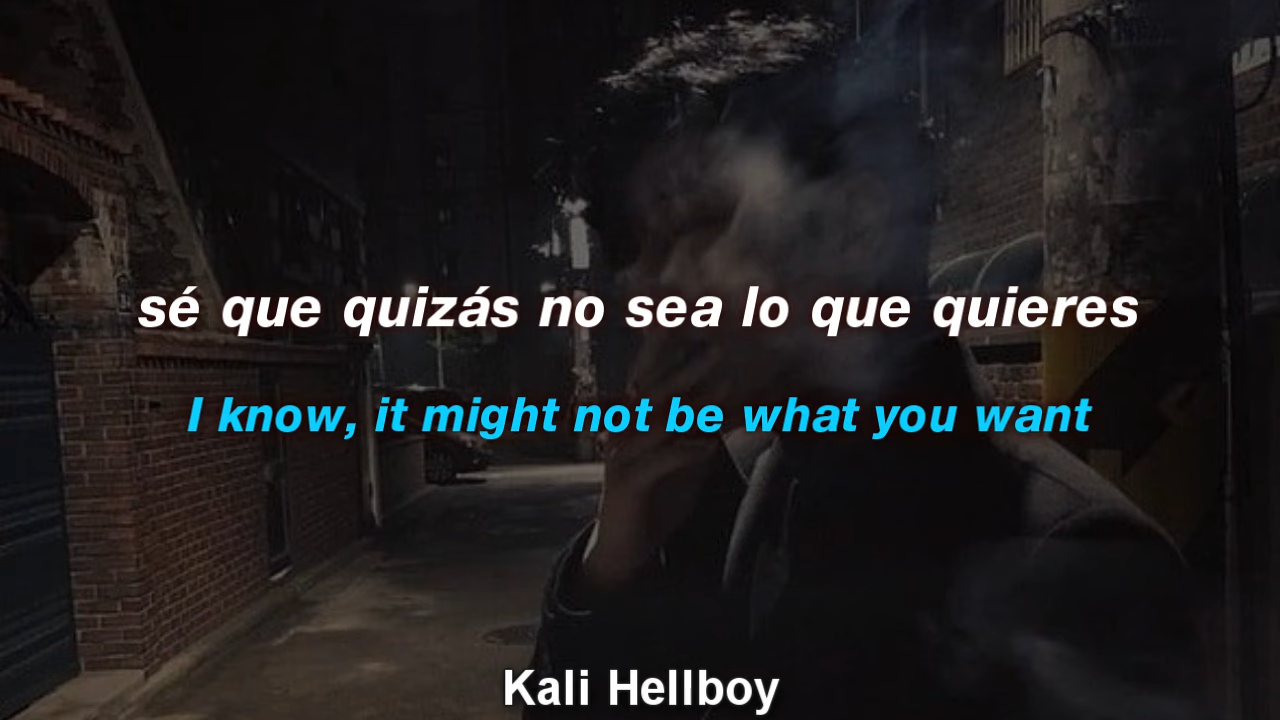 sé que quizás no sea lo que quieres
I know, it might not be what you want
Kali Hellboy